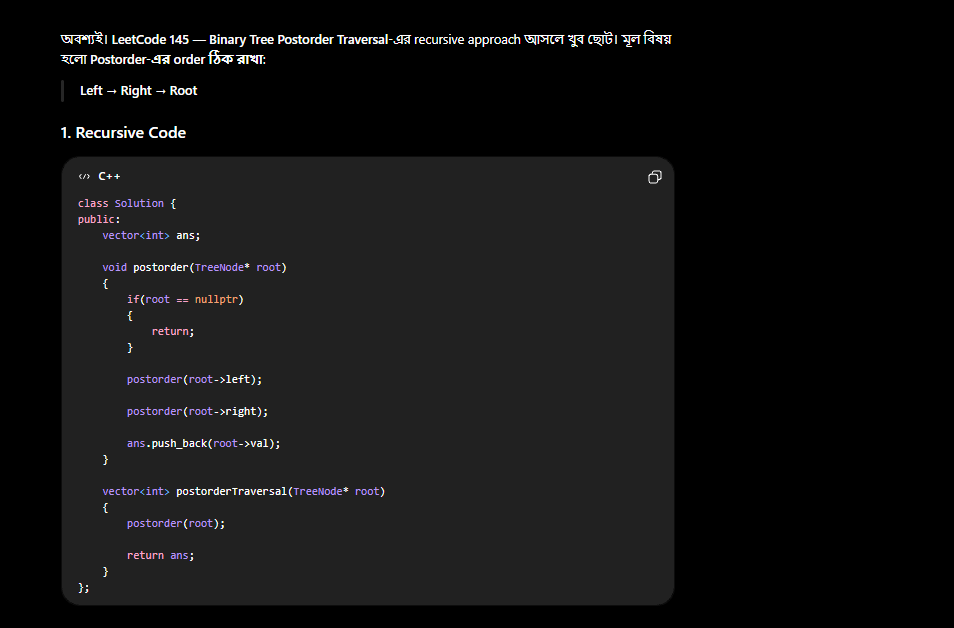 অবশ্যই। LeetCode 145 — Binary Tree Postorder Traversal-এর recursive approach আসলে খুব ছোট। মূল বিষয়
হলো Postorder-এর order ঠিক রাখা:
Left → Right → Root
1. Recursive Code
</> C++
class Solution {
public:
    vector<int> ans;
    void postorder(TreeNode* root)
    {
        if(root == nullptr)
        {
            return;
        }
        postorder(root->left);
        postorder(root->right);
        ans.push_back(root->val);
    }
    vector<int> postorderTraversal(TreeNode* root)
    {
        postorder(root);
        return ans;
    }
};